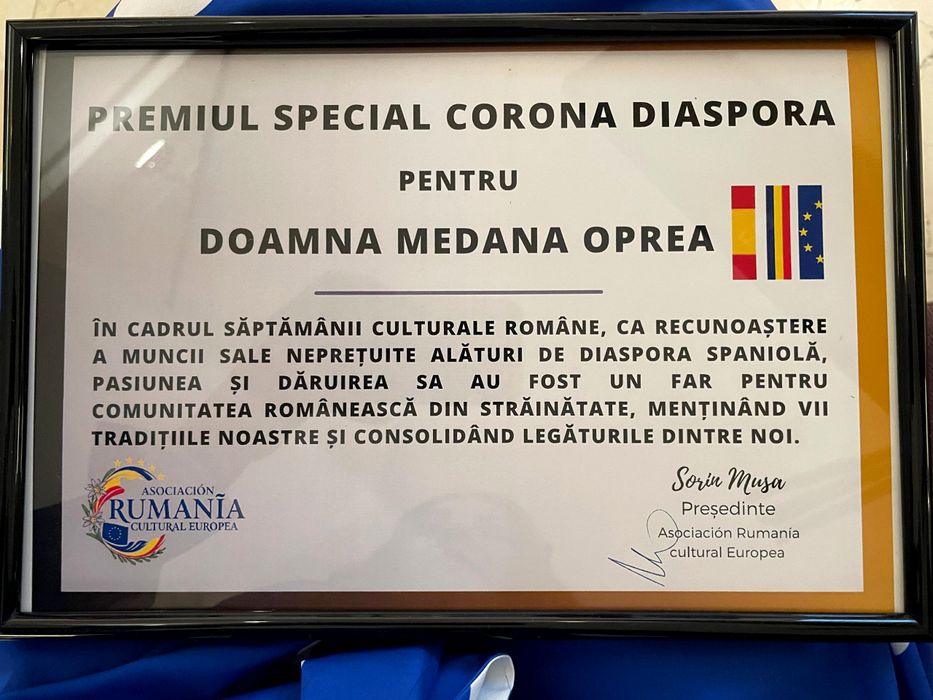 PREMIUL SPECIAL CORONA DIASPORA
PENTRU
DOAMNA MEDANA OPREA
ÎN CADRUL SĂPTĂMÂNII CULTURALE ROMÂNE, CA RECUNOAȘTERE
A MUNCII SALE NEPREȚUITE ALĂTURI DE DIASPORA SPANIOLĂ,
PASIUNEA ȘI DĂRUIREA SA AU FOST UN FAR PENTRU
COMUNITATEA ROMÂNEASCĂ DIN STRĂINĂTATE, MENȚINÂND VII
TRADIȚIILE NOASTRE ȘI CONSOLIDÂND LEGĂTURILE DINTRE NOI.
ASOCIACIÓN
RUMANÍA
CULTURAL EUROPEA
Sorin Mușa
Președinte
Asociación Rumanía
cultural Europea